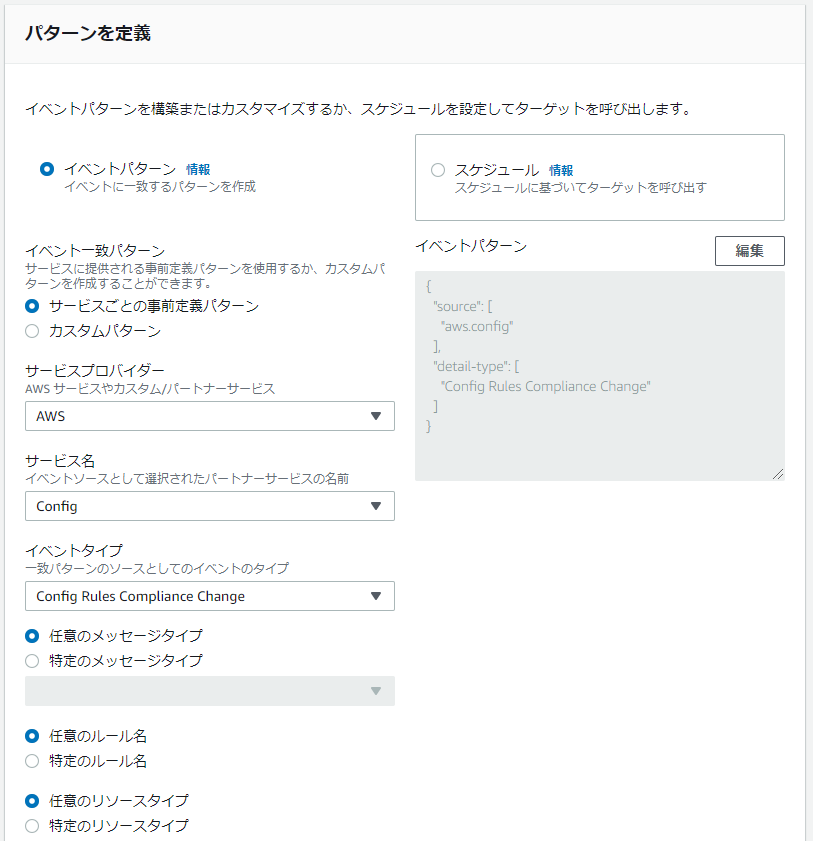 パターンを定義
イベントパターンを構築またはカスタマイズするか、スケジュールを設定してターゲットを呼び出します。
イベントパターン 情報
イベントに一致するパターンを作成
スケジュール 情報
スケジュールに基づいてターゲットを呼び出す
イベント一致パターン
サービスに提供される事前定義パターンを使用するか、カスタムパ
ターンを作成することができます。
サービスごとの事前定義パターン
カスタムパターン
サービスプロバイダー
AWS サービスやカスタム/パートナーサービス
AWS
サービス名
イベントソースとして選択されたパートナーサービスの名前
Config
イベントタイプ
一致パターンのソースとしてのイベントのタイプ
Config Rules Compliance Change
任意のメッセージタイプ
特定のメッセージタイプ
任意のルール名
特定のルール名
任意のリソースタイプ
特定のリソースタイプ
イベントパターン
編集
{
"source": [
"aws.config"
],
"detail-type": [
"Config Rules Compliance Change"
]
}